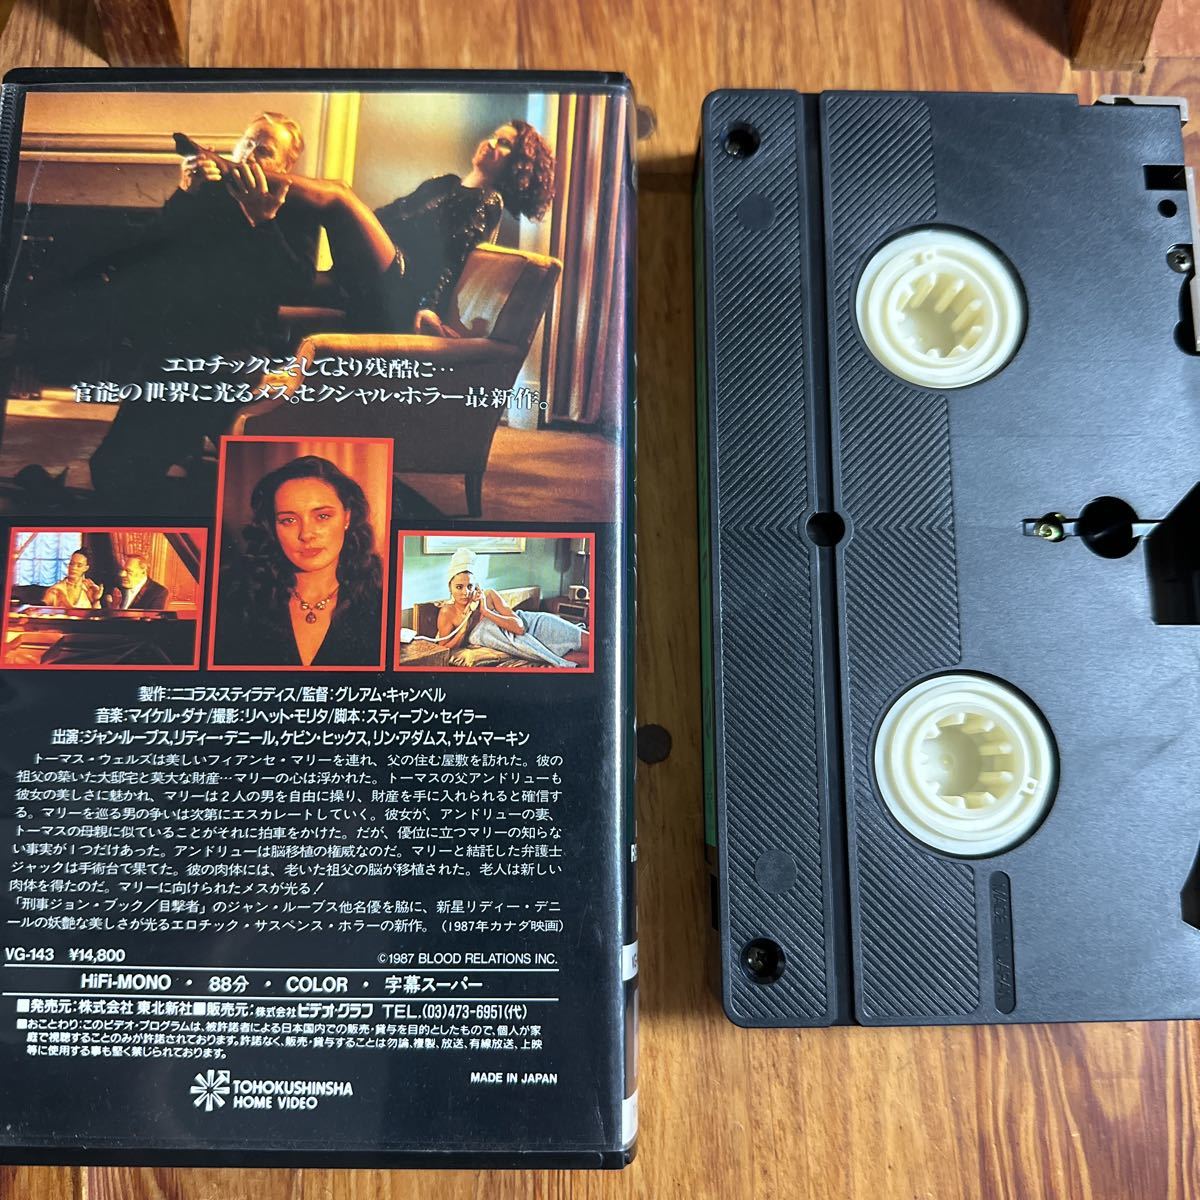 エロチックにそしてより残酷に…
官能の世界に光るメス。セクシャル・ホラー最新作。
製作:ニコラス・スティラディス/監督:グレアム・キャンベル
音楽:マイケル・ダナ/撮影:リヘット・モリタ/脚本:スティーブン・セイラー
出演:ジャン・ルーブス,リディー・デニール,ケビン・ヒックス,リン・アダムス,サム・マーキン
トーマス・ウェルズは美しいフィアンセ・マリーを連れ、父の住む屋敷を訪れた。彼の
祖父の築いた大邸宅と莫大な財産…マリーの心は浮かれた。トーマスの父アンドリューも
彼女の美しさに魅かれ、マリーは2人の男を自由に操り、財産を手に入れられると確信す
る。マリーを巡る男の争いは次第にエスカレートしていく。彼女が、アンドリューの妻、
トーマスの母親に似ていることがそれに拍車をかけた。だが、優位に立つマリーの知らな
い事実が1つだけあった。アンドリューは脳移植の権威なのだ。マリーと結託した弁護士
ジャックは手術台で果てた。彼の肉体には、老いた祖父の脳が移植された。老人は新しい
肉体を得たのだ。マリーに向けられたメスが光る!
「刑事ジョン・ブック/目撃者」のジャン・ルーブス他名優を脇に、新星リディー・デニ
ールの妖艶な美しさが光るエロチック・サスペンス・ホラーの新作。(1987年カナダ映画)
VG-143 ¥14,800
©1987 BLOOD RELATIONS INC.
HiFi-MONO・88分・COLOR・字幕スーパー
■発売元:株式会社 東北新社■販売元:株式会社ビデオ・グラフ TEL.(03)473-6951(代)
■おことわり:このビデオ・プログラムは、被許諾者による日本国内での販売・貸与を目的としたもので、個人が家
庭で視聴することのみが許諾されております。許諾なく、販売・貸与することは勿論、複製、放送、有線放送、上映
等に使用する事も堅く禁じられております。
TOHOKUSHINSHA
HOME VIDEO
MADE IN JAPAN
MADE IN JAPAN